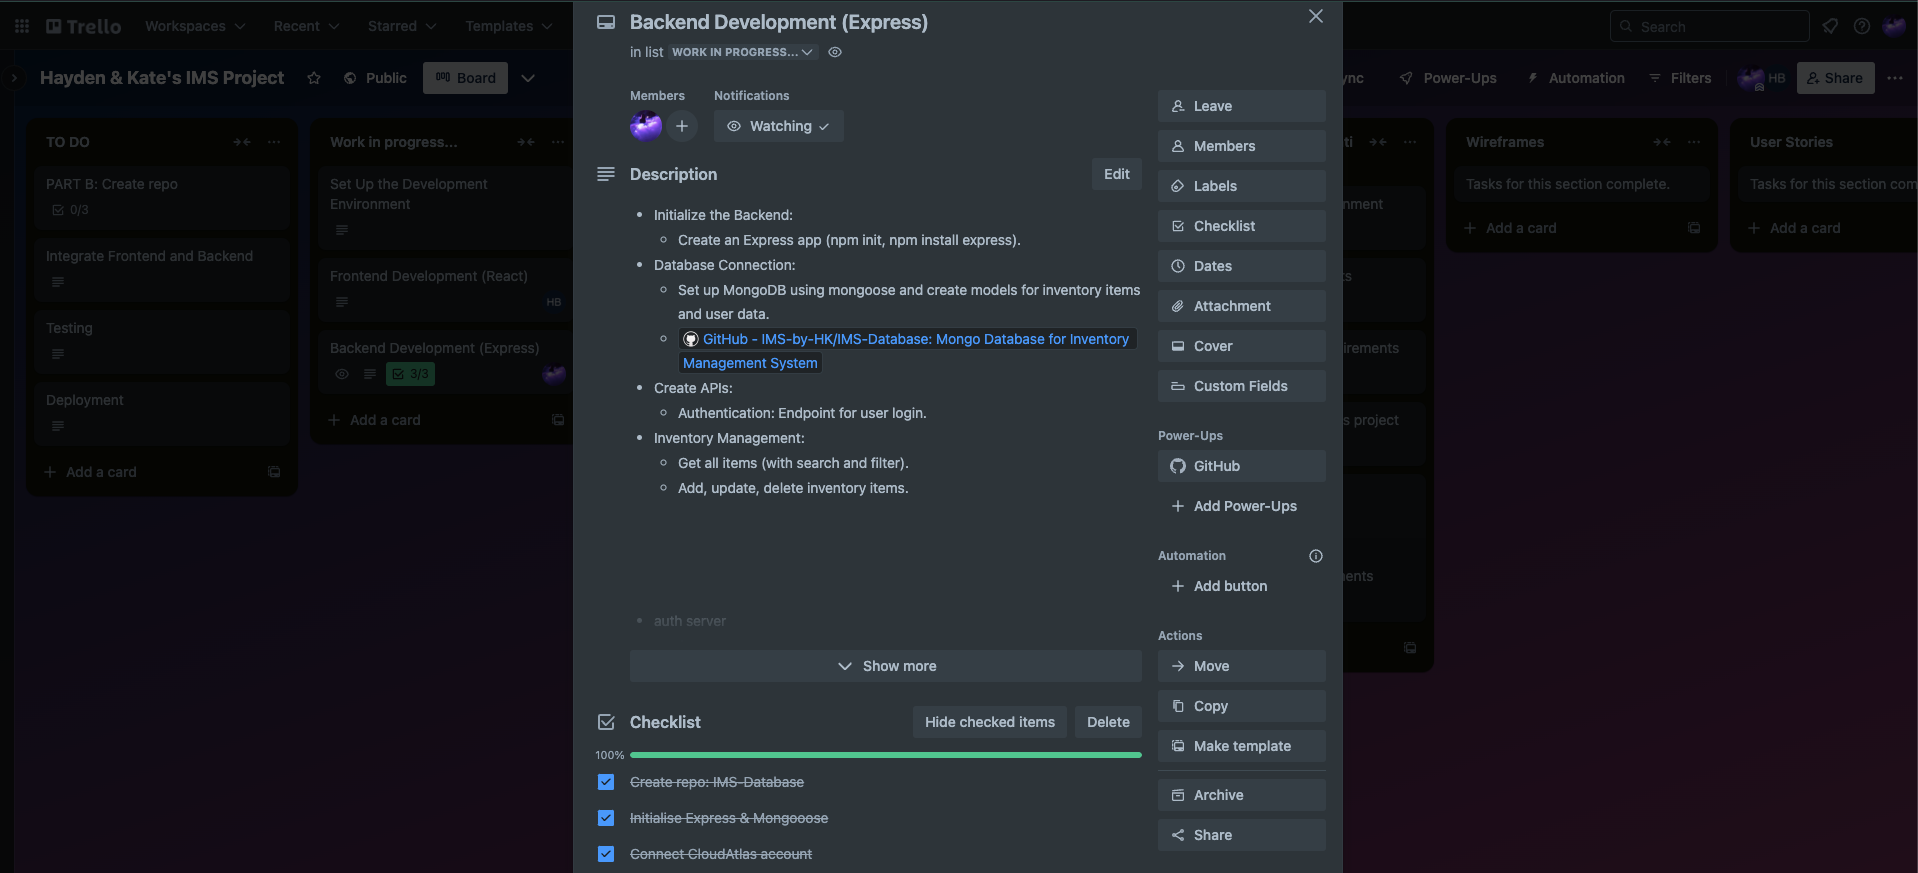 Trello
Workspaces
Recent
Starred
Templates
Search
Hayden & Kate's IMS Project
Public
Board
Power-Ups
Automation
Filters
HB
Share
TO DO
PART B: Create repo
0/3
Integrate Frontend and Backend
Testing
Deployment
Add a card
Work in progress...
Set Up the Development
Environment
Frontend Development (React)
HB
Backend Development (Express)
3/3
Add a card
Backend Development (Express)
in list WORK IN PROGRESS...
Members
Notifications
Watching
Description
Edit
Initialize the Backend:
Create an Express app (npm init, npm install express).
Database Connection:
Set up MongoDB using mongoose and create models for inventory items
and user data.
GitHub - IMS-by-HK/IMS-Database: Mongo Database for Inventory
Management System
Create APIs:
Authentication: Endpoint for user login.
Inventory Management:
Get all items (with search and filter).
Add, update, delete inventory items.
auth server
Show more
Checklist
Hide checked items
Delete
100%
Create repo: IMS-Database
Initialise Express & Mongooose
Connect CloudAtlas account
Leave
Members
Labels
Checklist
Dates
Attachment
Cover
Custom Fields
Power-Ups
GitHub
Add Power-Ups
Automation
Add button
Actions
Move
Copy
Make template
Archive
Share
s project
Wireframes
Tasks for this section complete.
Add a card
User Stories
Tasks for this section com
Add a card